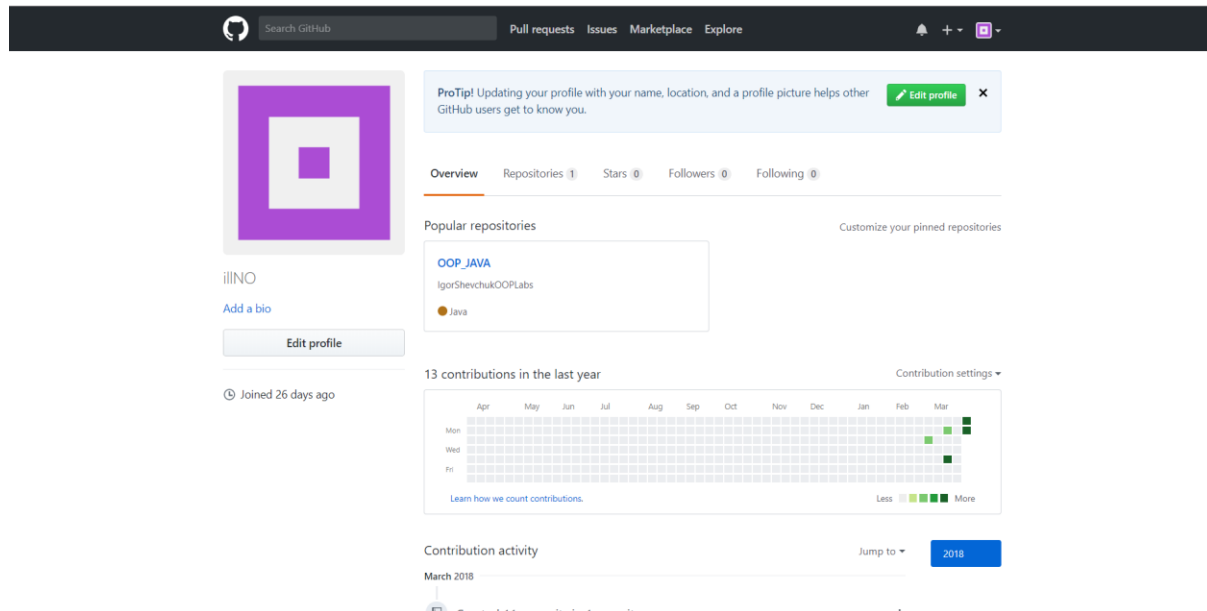 Search GitHub
Pull requests Issues Marketplace Explore
ProTip! Updating your profile with your name, location, and a profile picture helps other
GitHub users get to know you.
Edit profile
Overview Repositories 1 Stars 0 Followers 0 Following 0
Popular repositories
Customize your pinned repositories
OOP_JAVA
IgorShevchukOOPLabs
Java
illNO
Add a bio
Edit profile
Joined 26 days ago
13 contributions in the last year
Contribution settings
Apr May Jun Jul Aug Sep Oct Nov Dec Jan Feb Mar
Mon
Wed
Fri
Learn how we count contributions.
Less More
Contribution activity
Jump to
2018
March 2018